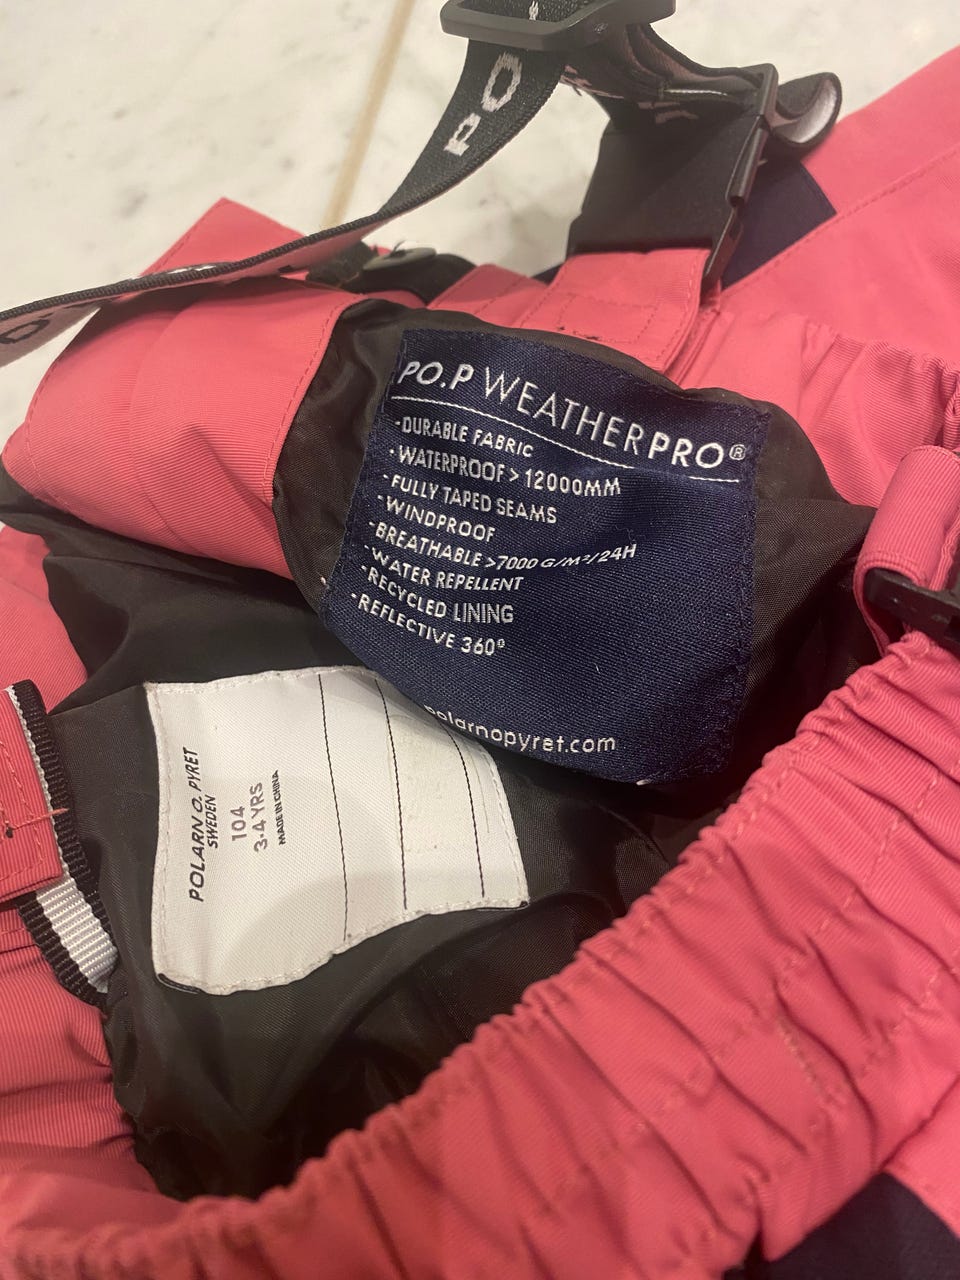 PO
PO.P WEATHERPRO®
-DURABLE FABRIC
-WATERPROOF > 12000MM
-FULLY TAPED SEAMS
-WINDPROOF
-BREATHABLE >7000 G/M²/24H
-WATER REPELLENT
-RECYCLED LINING
-REFLECTIVE 360°
polarnopyret.com
POLARN O. PYRET
SWEDEN
104
3-4 YRS
MADE IN CHINA